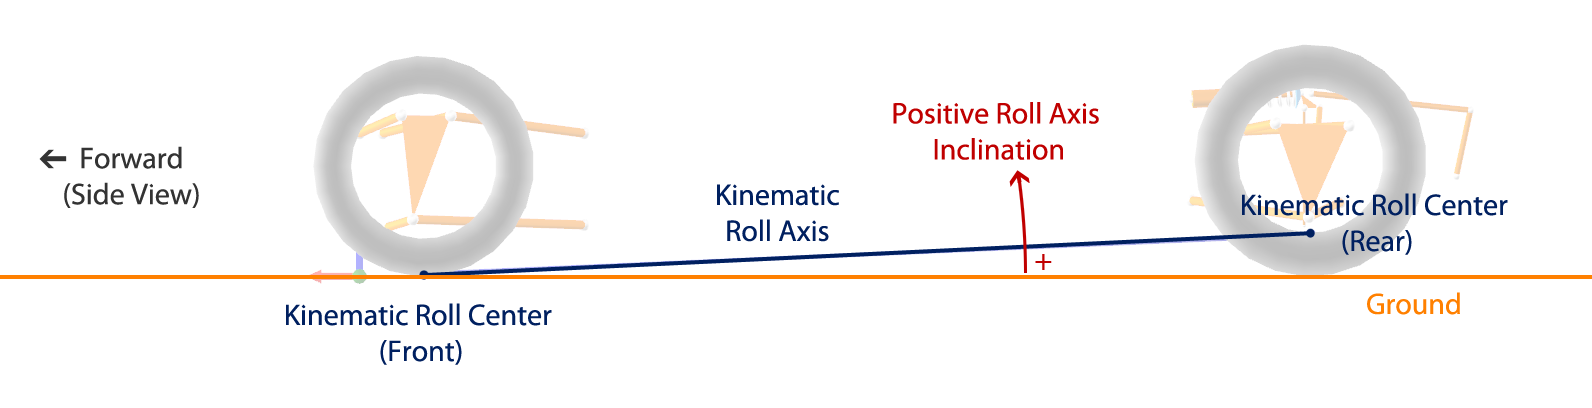 ← Forward
(Side View)
Positive Roll Axis
Inclination
Kinematic
Roll Axis
+
Kinematic Roll Center
(Rear)
Ground
Kinematic Roll Center
(Front)